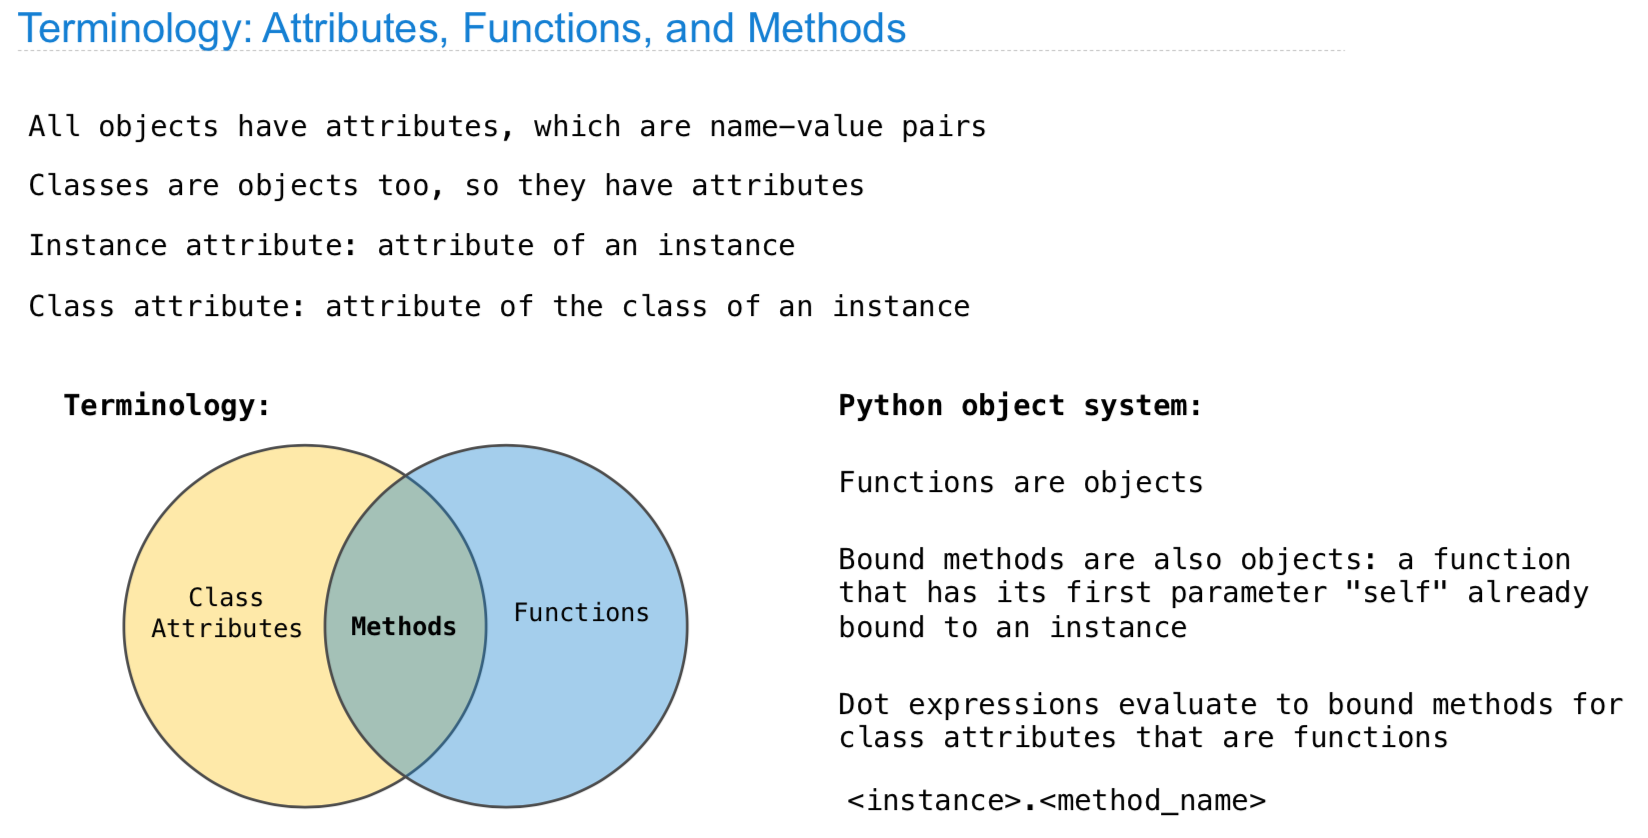 Terminology: Attributes, Functions, and Methods
All objects have attributes, which are name-value pairs
Classes are objects too, so they have attributes
Instance attribute: attribute of an instance
Class attribute: attribute of the class of an instance
Terminology:
Class
Attributes
Methods
Functions
Python object system:
Functions are objects
Bound methods are also objects: a function
that has its first parameter "self" already
bound to an instance
Dot expressions evaluate to bound methods for
class attributes that are functions
<instance>.<method_name>